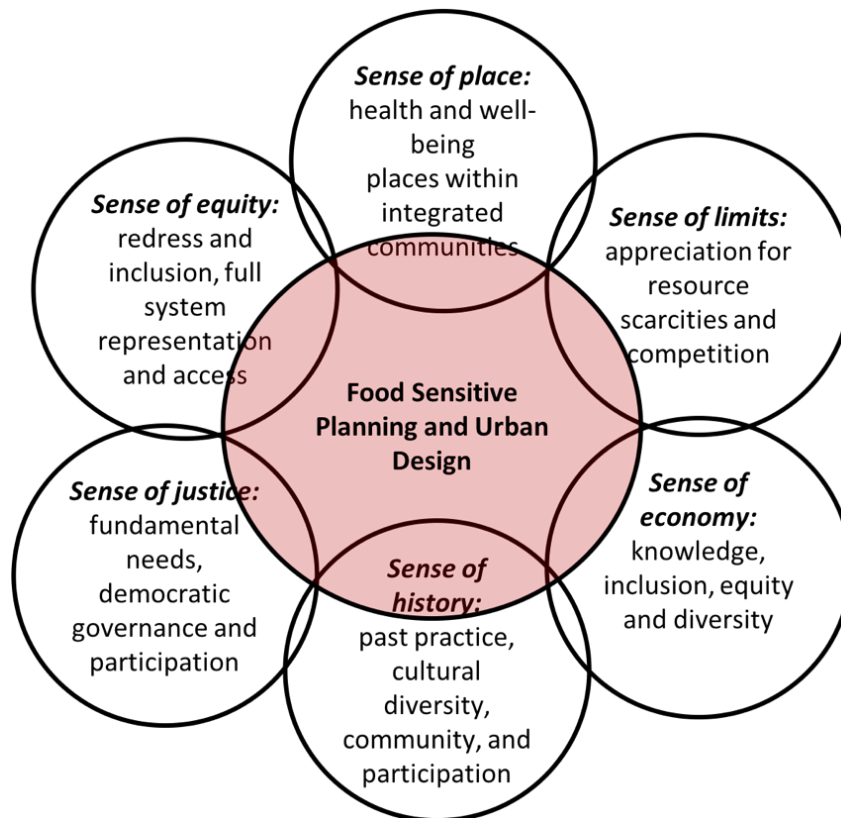 Sense of place:
health and well-
being
places within
integrated
communities
Sense of equity:
redress and
inclusion, full
system
representation
and access
Sense of limits:
appreciation for
resource
scarcities and
competition
Food Sensitive
Planning and Urban
Design
Sense of justice:
fundamental
needs,
democratic
governance and
participation
Sense of
history:
past practice,
cultural
diversity,
community, and
participation
Sense of
economy:
knowledge,
inclusion, equity
and diversity